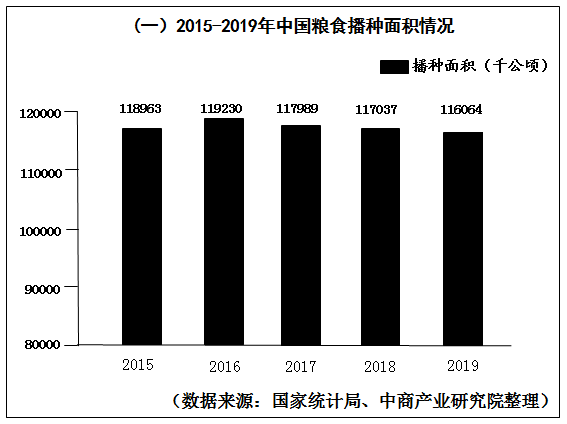 (一) 2015-2019年中国粮食播种面积情况
播种面积（千公顷）
118963 119230 117989 117037 116064
120000
110000
100000
90000
80000
2015 2016 2017 2018 2019
（数据来源：国家统计局、中商产业研究院整理）